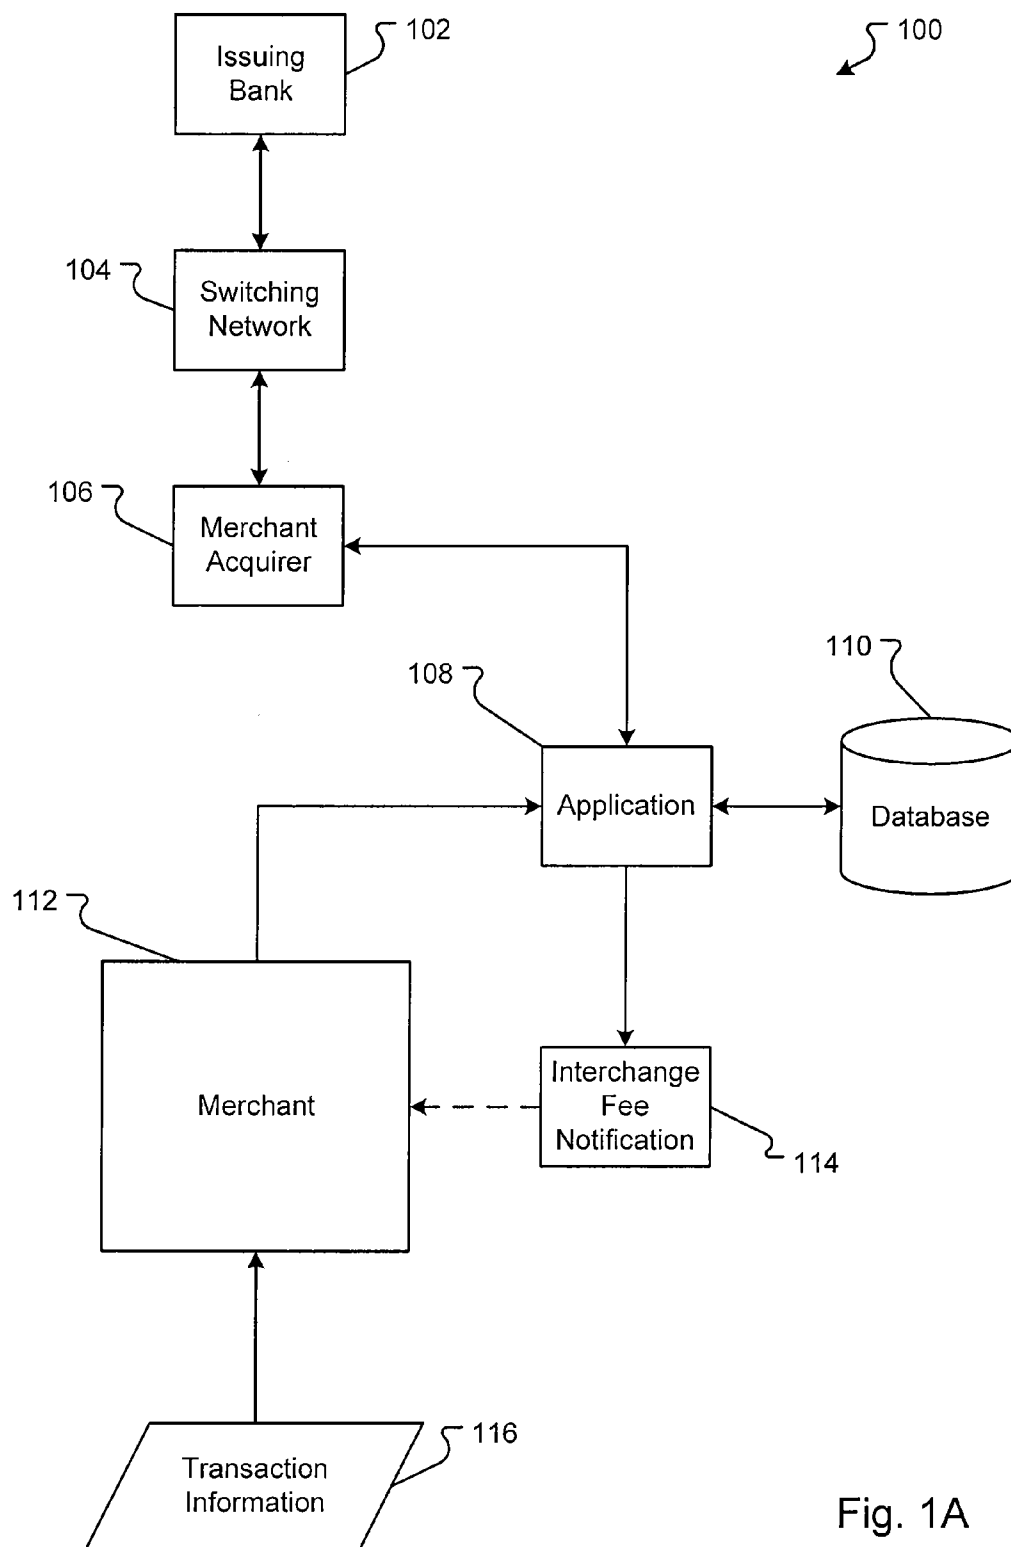 Issuing
Bank
102
100
104
Switching
Network
106
Merchant
Acquirer
108
110
Application
Database
112
Merchant
Interchange
Fee
Notification
114
116
Transaction
Information
Fig. 1A